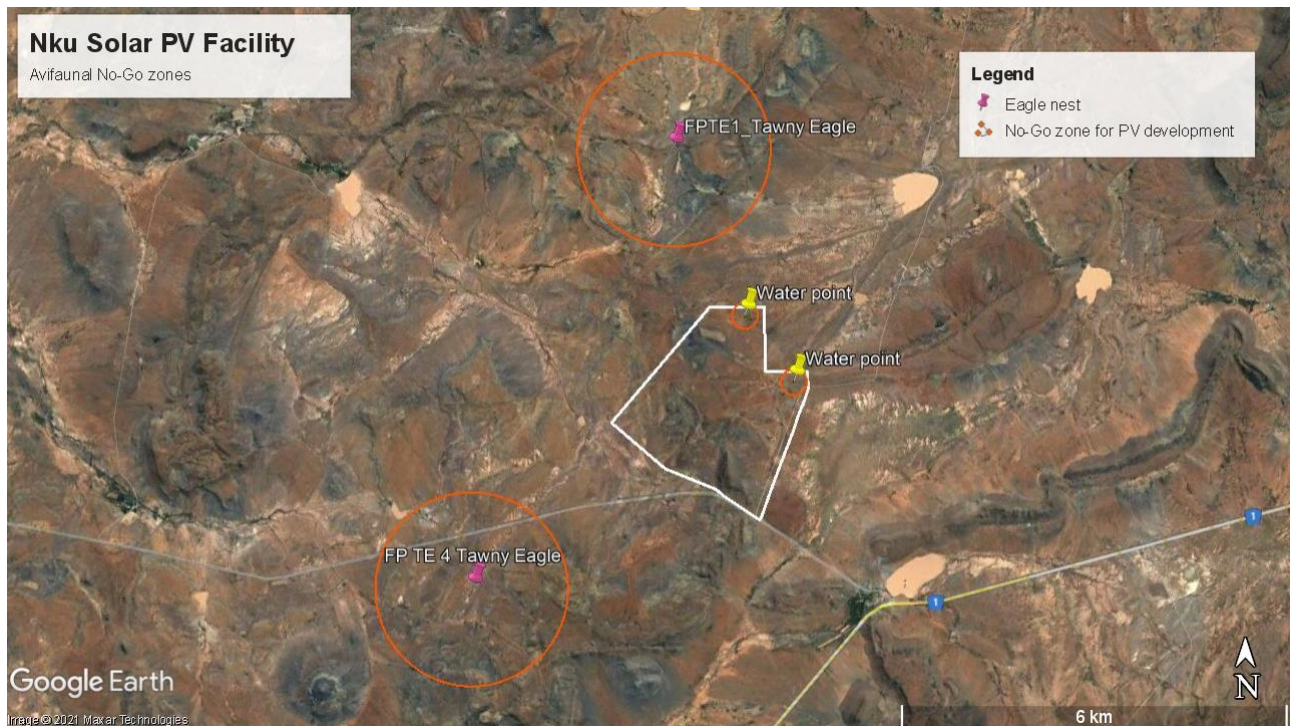 Nku Solar PV Facility
Avifaunal No-Go zones
Legend
Eagle nest
No-Go zone for PV development
FPTE1_Tawny Eagle
Water point
Water point
FP TE 4 Tawny Eagle
1
1
Google Earth
Image © 2021 Maxar Technologies
6 km
N